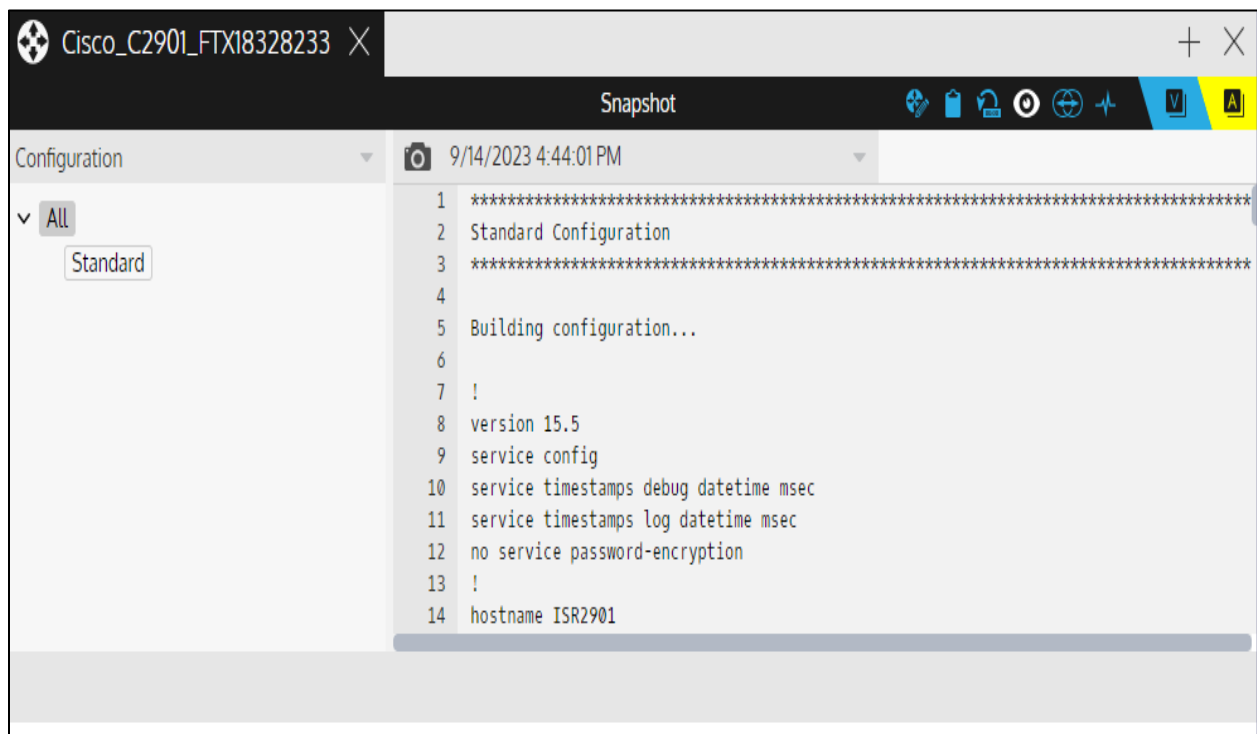 Cisco_C2901_FTX18328233
Snapshot
V
A
Configuration
9/14/2023 4:44:01 PM
All
Standard
1 *************************************************************************************
2 Standard Configuration
3 *************************************************************************************
4
5 Building configuration...
6
7 !
8 version 15.5
9 service config
10 service timestamps debug datetime msec
11 service timestamps log datetime msec
12 no service password-encryption
13 !
14 hostname ISR2901